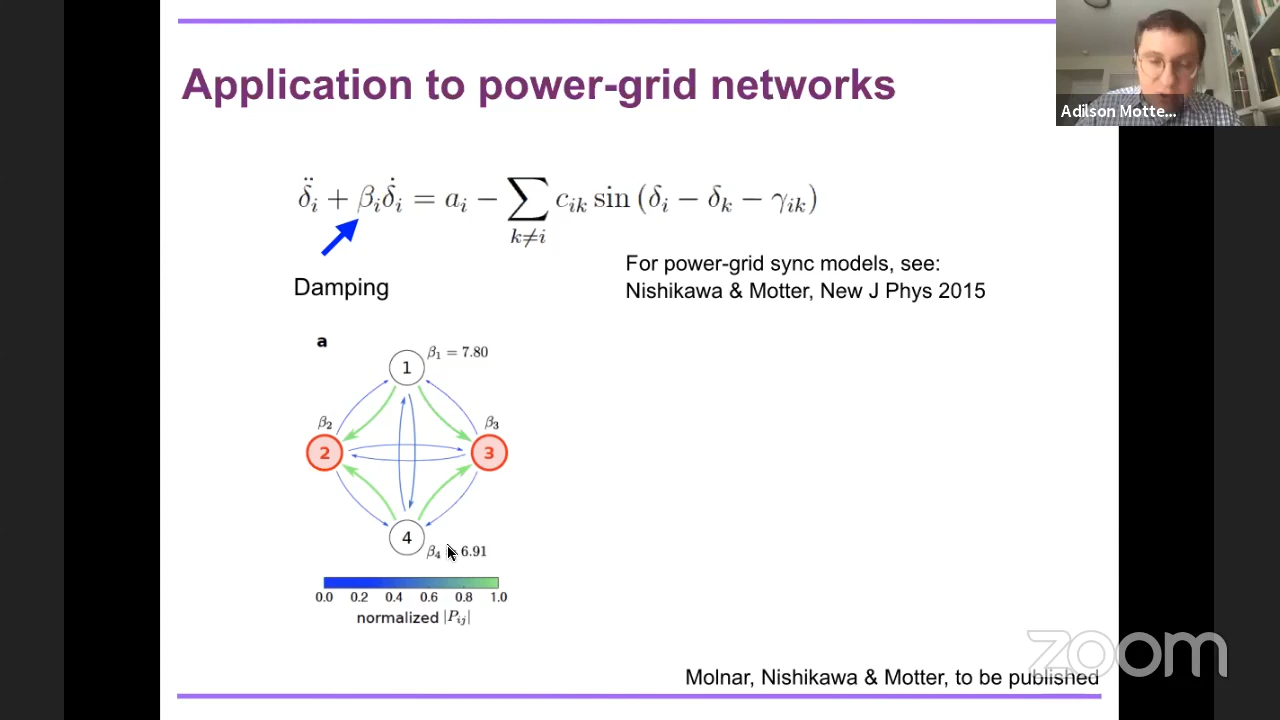 Application to power-grid networks
Adilson Motte...
δ̈ᵢ + βᵢδ̇ᵢ = aᵢ − ∑ cᵢₖ sin (δᵢ − δₖ − γᵢₖ)
k≠i
Damping
For power-grid sync models, see:
Nishikawa & Motter, New J Phys 2015
a
1
β₁ = 7.80
β₂
β₃
2
3
4
β₄ 6.91
0.0 0.2 0.4 0.6 0.8 1.0
normalized |Pᵢⱼ|
zoom
Molnar, Nishikawa & Motter, to be published